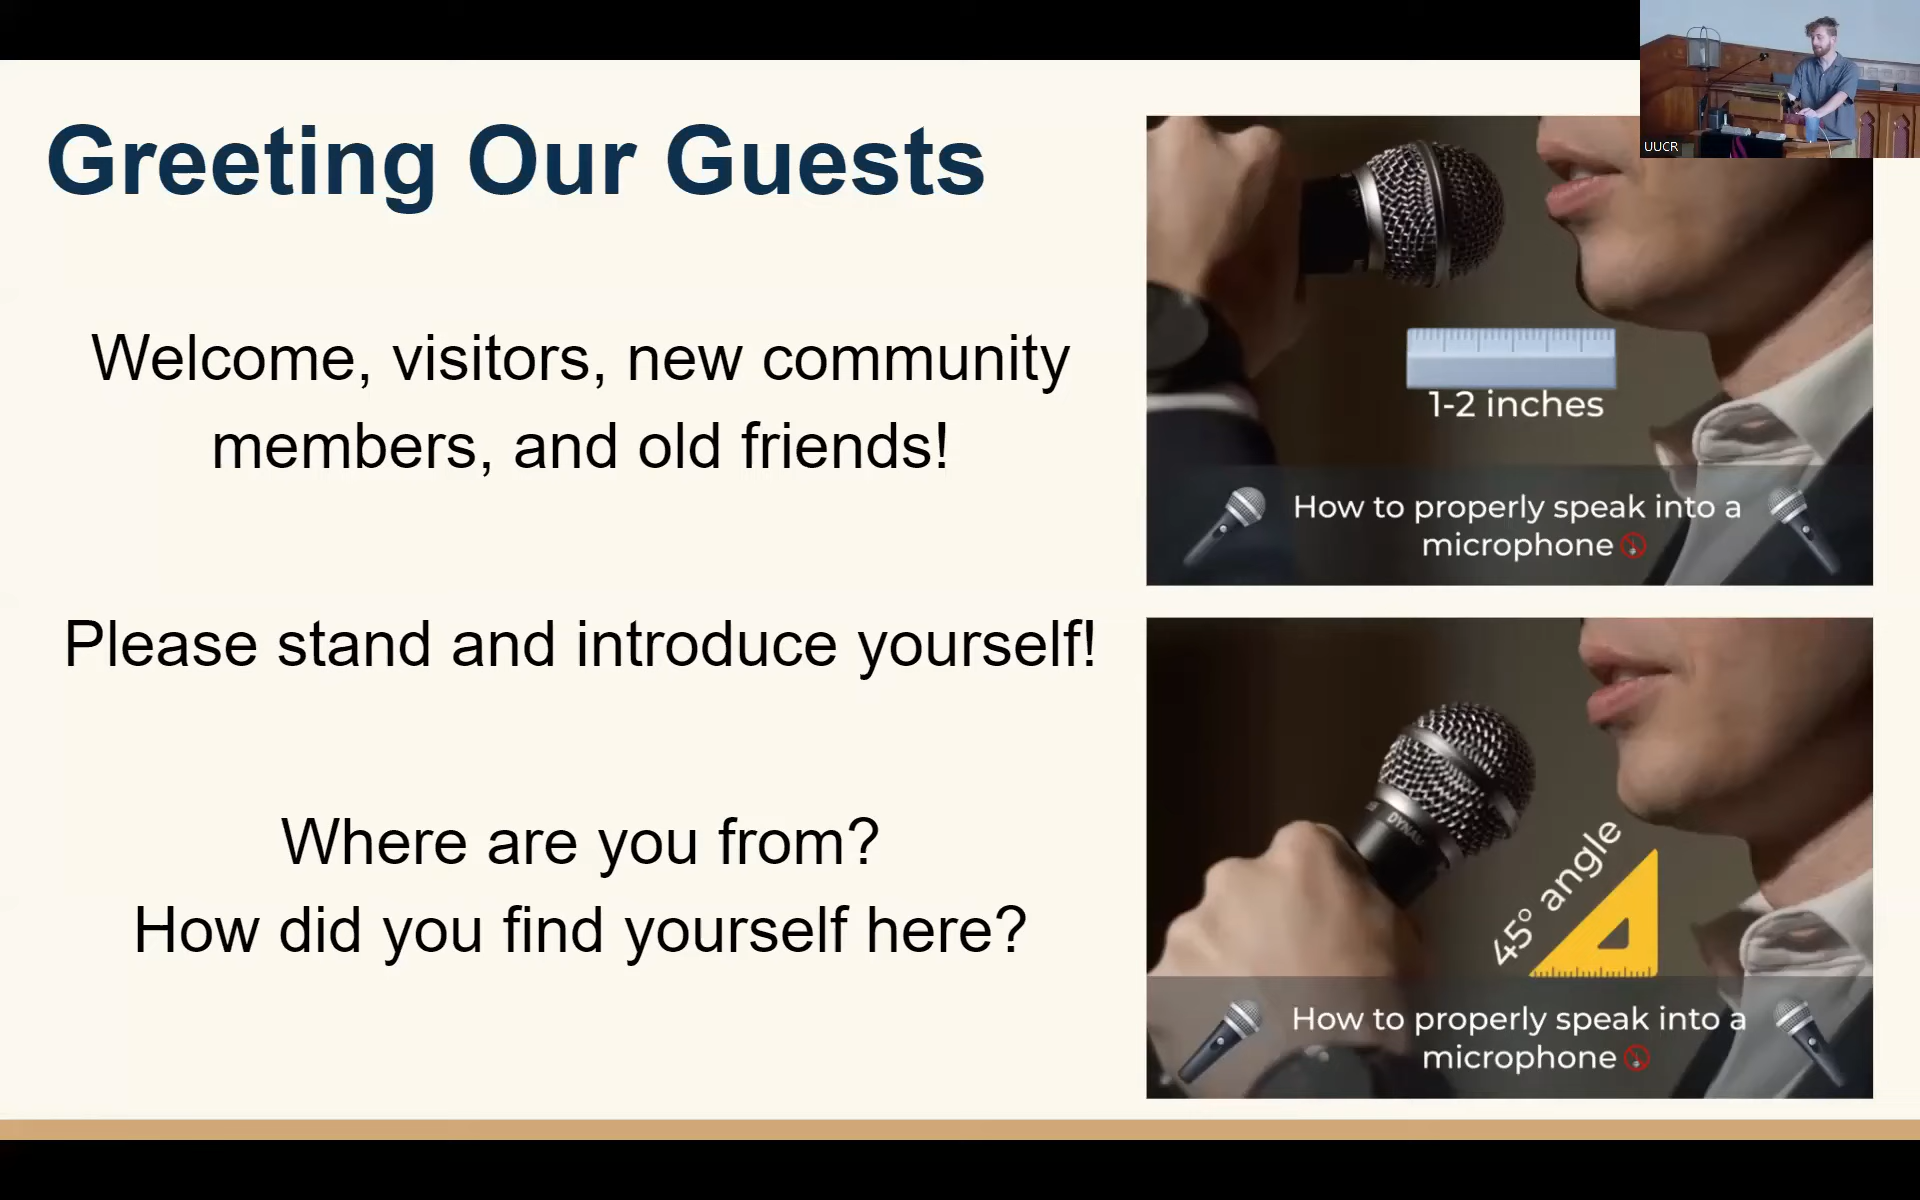 Greeting Our Guests
Welcome, visitors, new community
members, and old friends!
Please stand and introduce yourself!
Where are you from?
How did you find yourself here?
UUCR
1-2 inches
How to properly speak into a
microphone
DYNAM
45° angle
How to properly speak into a
microphone